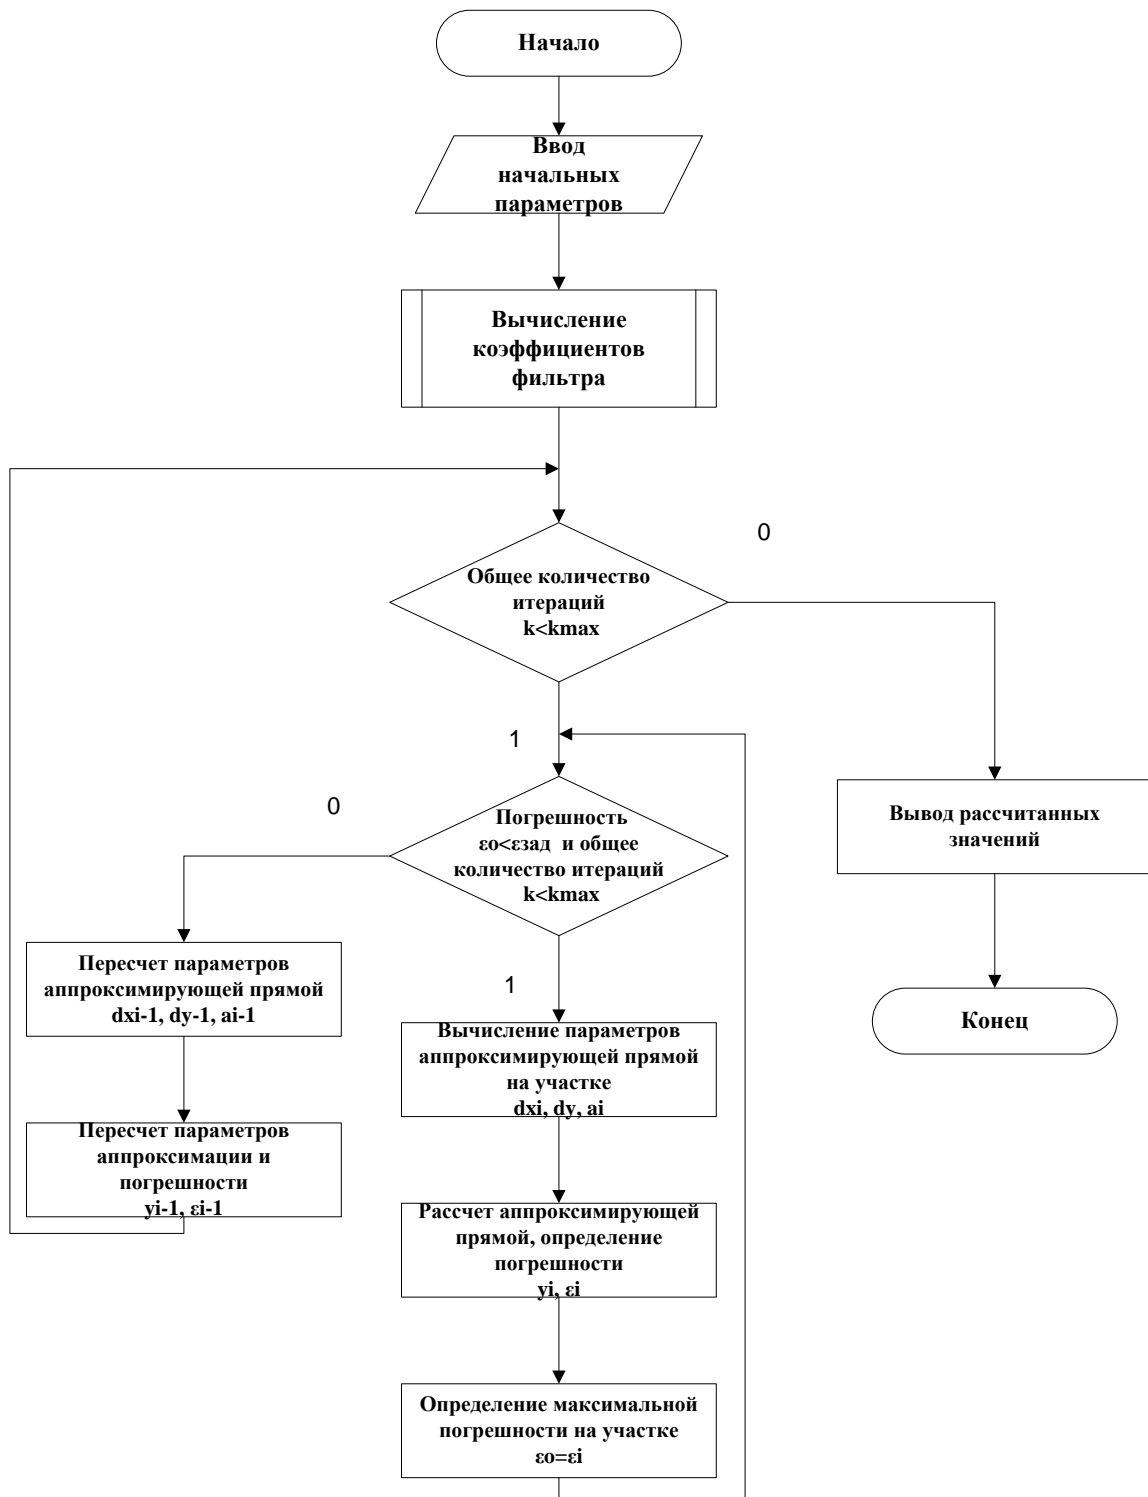 Начало
Ввод
начальных
параметров
Вычисление
коэффициентов
фильтра
0
Общее количество
итераций
k<kmax
1
0
Погрешность
εо<εзад и общее
количество итераций
k<kmax
Вывод рассчитанных
значений
Пересчет параметров
аппроксимирующей прямой
dxi-1, dy-1, ai-1
1
Конец
Вычисление параметров
аппроксимирующей прямой
на участке
dxi, dy, ai
Пересчет параметров
аппроксимации и
погрешности
yi-1, εi-1
Рассчет аппроксимирующей
прямой, определение
погрешности
yi, εi
Определение максимальной
погрешности на участке
εо=εi